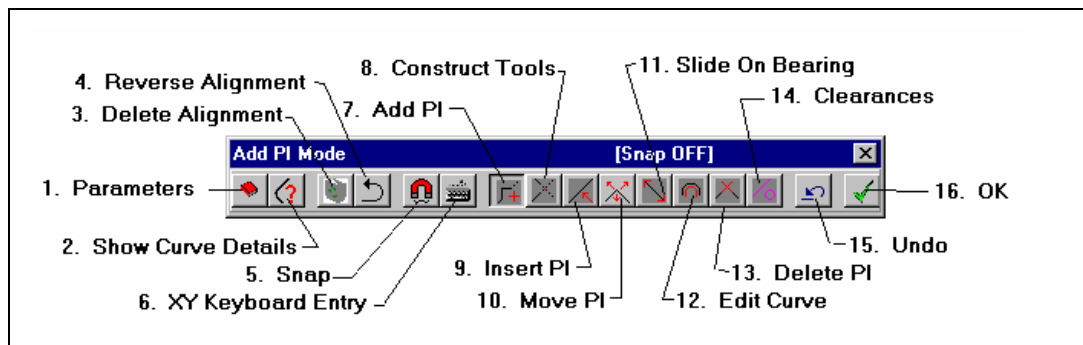 8. Construct Tools
11. Slide On Bearing
4. Reverse Alignment
14. Clearances
7. Add PI
3. Delete Alignment
Add PI Mode [Snap OFF]
1. Parameters
16. OK
2. Show Curve Details
15. Undo
9. Insert PI
5. Snap
13. Delete PI
10. Move PI
12. Edit Curve
6. XY Keyboard Entry